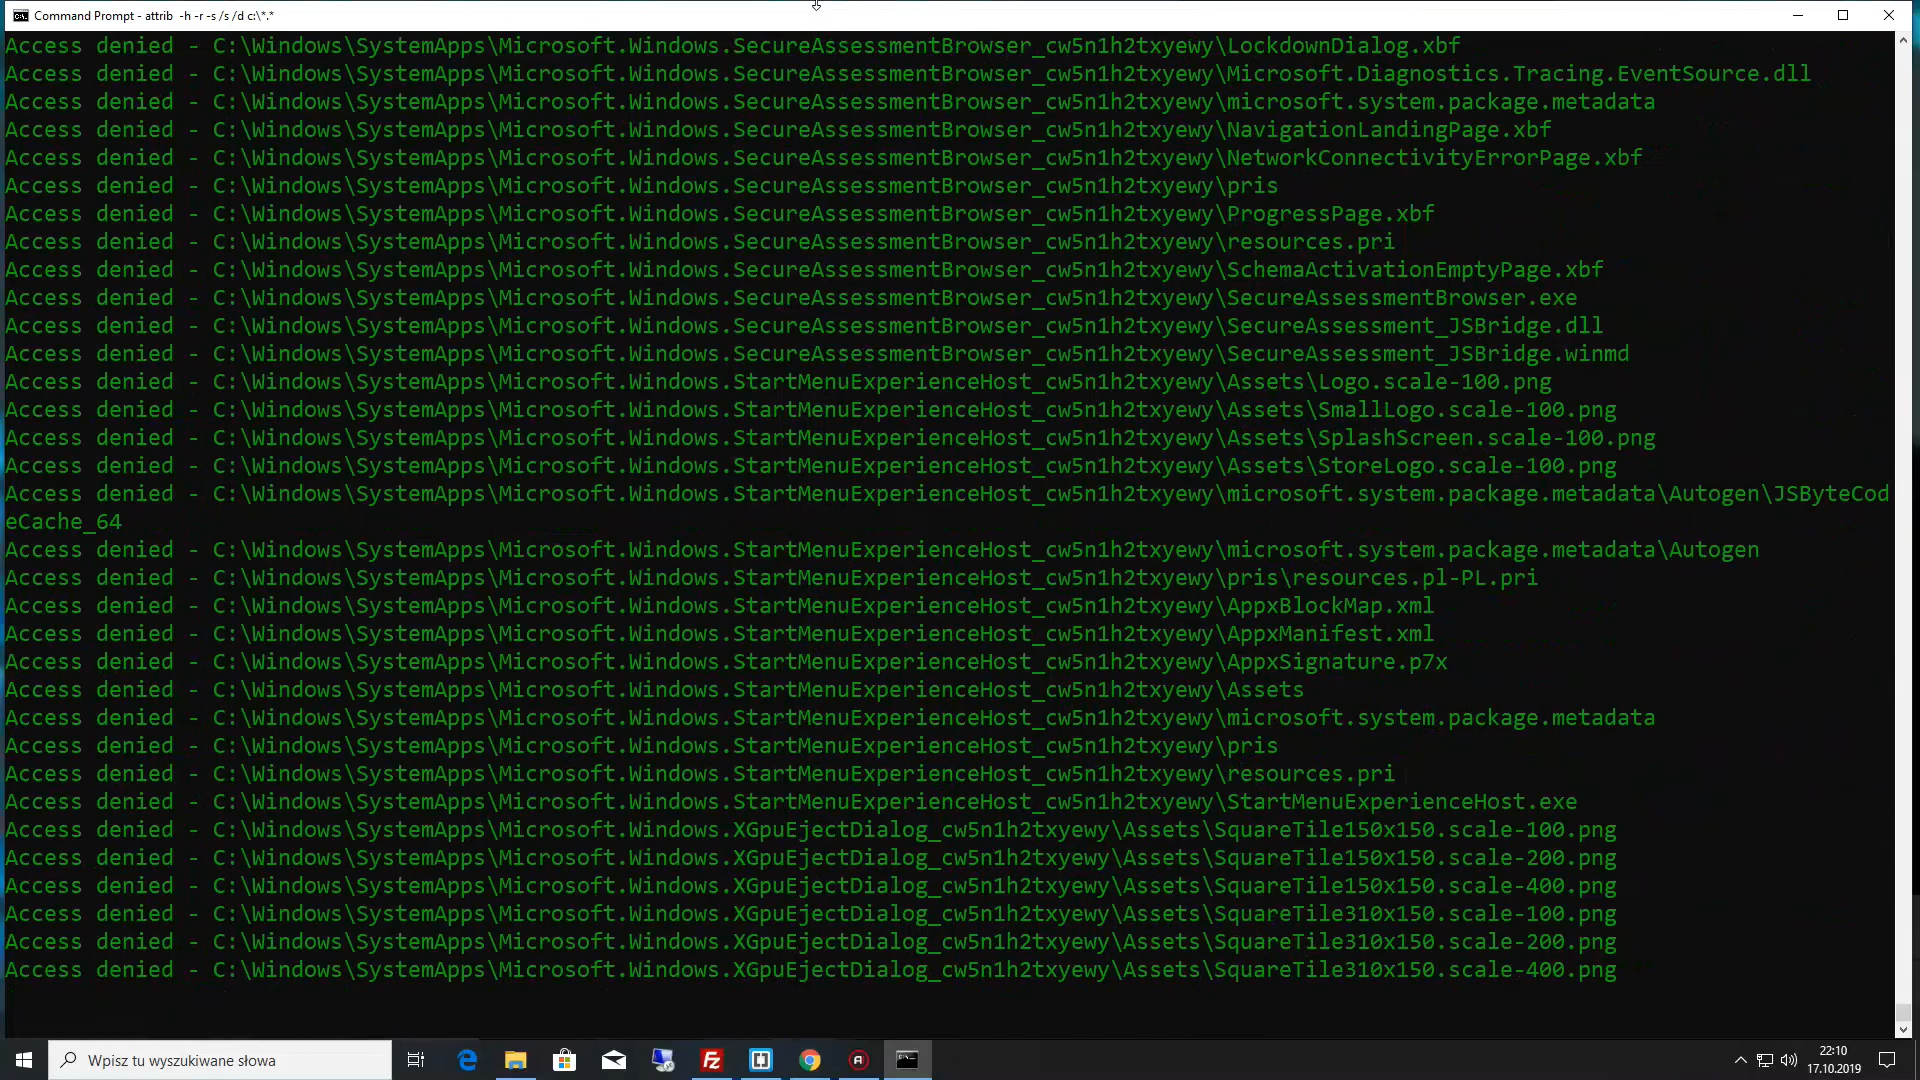 Command Prompt - attrib  -h -r -s /s /d c:\*.*
Access denied - C:\Windows\SystemApps\Microsoft.Windows.SecureAssessmentBrowser_cw5n1h2txyewy\LockdownDialog.xbf
Access denied - C:\Windows\SystemApps\Microsoft.Windows.SecureAssessmentBrowser_cw5n1h2txyewy\Microsoft.Diagnostics.Tracing.EventSource.dll
Access denied - C:\Windows\SystemApps\Microsoft.Windows.SecureAssessmentBrowser_cw5n1h2txyewy\microsoft.system.package.metadata
Access denied - C:\Windows\SystemApps\Microsoft.Windows.SecureAssessmentBrowser_cw5n1h2txyewy\NavigationLandingPage.xbf
Access denied - C:\Windows\SystemApps\Microsoft.Windows.SecureAssessmentBrowser_cw5n1h2txyewy\NetworkConnectivityErrorPage.xbf
Access denied - C:\Windows\SystemApps\Microsoft.Windows.SecureAssessmentBrowser_cw5n1h2txyewy\pris
Access denied - C:\Windows\SystemApps\Microsoft.Windows.SecureAssessmentBrowser_cw5n1h2txyewy\ProgressPage.xbf
Access denied - C:\Windows\SystemApps\Microsoft.Windows.SecureAssessmentBrowser_cw5n1h2txyewy\resources.pri
Access denied - C:\Windows\SystemApps\Microsoft.Windows.SecureAssessmentBrowser_cw5n1h2txyewy\SchemaActivationEmptyPage.xbf
Access denied - C:\Windows\SystemApps\Microsoft.Windows.SecureAssessmentBrowser_cw5n1h2txyewy\SecureAssessmentBrowser.exe
Access denied - C:\Windows\SystemApps\Microsoft.Windows.SecureAssessmentBrowser_cw5n1h2txyewy\SecureAssessment_JSBridge.dll
Access denied - C:\Windows\SystemApps\Microsoft.Windows.SecureAssessmentBrowser_cw5n1h2txyewy\SecureAssessment_JSBridge.winmd
Access denied - C:\Windows\SystemApps\Microsoft.Windows.StartMenuExperienceHost_cw5n1h2txyewy\Assets\Logo.scale-100.png
Access denied - C:\Windows\SystemApps\Microsoft.Windows.StartMenuExperienceHost_cw5n1h2txyewy\Assets\SmallLogo.scale-100.png
Access denied - C:\Windows\SystemApps\Microsoft.Windows.StartMenuExperienceHost_cw5n1h2txyewy\Assets\SplashScreen.scale-100.png
Access denied - C:\Windows\SystemApps\Microsoft.Windows.StartMenuExperienceHost_cw5n1h2txyewy\Assets\StoreLogo.scale-100.png
Access denied - C:\Windows\SystemApps\Microsoft.Windows.StartMenuExperienceHost_cw5n1h2txyewy\microsoft.system.package.metadata\Autogen\JSByteCod
eCache_64
Access denied - C:\Windows\SystemApps\Microsoft.Windows.StartMenuExperienceHost_cw5n1h2txyewy\microsoft.system.package.metadata\Autogen
Access denied - C:\Windows\SystemApps\Microsoft.Windows.StartMenuExperienceHost_cw5n1h2txyewy\pris\resources.pl-PL.pri
Access denied - C:\Windows\SystemApps\Microsoft.Windows.StartMenuExperienceHost_cw5n1h2txyewy\AppxBlockMap.xml
Access denied - C:\Windows\SystemApps\Microsoft.Windows.StartMenuExperienceHost_cw5n1h2txyewy\AppxManifest.xml
Access denied - C:\Windows\SystemApps\Microsoft.Windows.StartMenuExperienceHost_cw5n1h2txyewy\AppxSignature.p7x
Access denied - C:\Windows\SystemApps\Microsoft.Windows.StartMenuExperienceHost_cw5n1h2txyewy\Assets
Access denied - C:\Windows\SystemApps\Microsoft.Windows.StartMenuExperienceHost_cw5n1h2txyewy\microsoft.system.package.metadata
Access denied - C:\Windows\SystemApps\Microsoft.Windows.StartMenuExperienceHost_cw5n1h2txyewy\pris
Access denied - C:\Windows\SystemApps\Microsoft.Windows.StartMenuExperienceHost_cw5n1h2txyewy\resources.pri
Access denied - C:\Windows\SystemApps\Microsoft.Windows.StartMenuExperienceHost_cw5n1h2txyewy\StartMenuExperienceHost.exe
Access denied - C:\Windows\SystemApps\Microsoft.Windows.XGpuEjectDialog_cw5n1h2txyewy\Assets\SquareTile150x150.scale-100.png
Access denied - C:\Windows\SystemApps\Microsoft.Windows.XGpuEjectDialog_cw5n1h2txyewy\Assets\SquareTile150x150.scale-200.png
Access denied - C:\Windows\SystemApps\Microsoft.Windows.XGpuEjectDialog_cw5n1h2txyewy\Assets\SquareTile150x150.scale-400.png
Access denied - C:\Windows\SystemApps\Microsoft.Windows.XGpuEjectDialog_cw5n1h2txyewy\Assets\SquareTile310x150.scale-100.png
Access denied - C:\Windows\SystemApps\Microsoft.Windows.XGpuEjectDialog_cw5n1h2txyewy\Assets\SquareTile310x150.scale-200.png
Access denied - C:\Windows\SystemApps\Microsoft.Windows.XGpuEjectDialog_cw5n1h2txyewy\Assets\SquareTile310x150.scale-400.png
Wpisz tu wyszukiwane słowa
22:10
17.10.2019